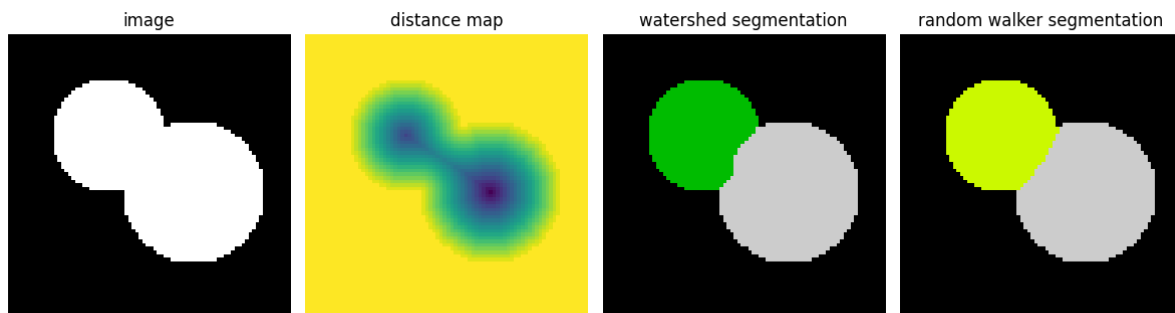 image
distance map
watershed segmentation
random walker segmentation